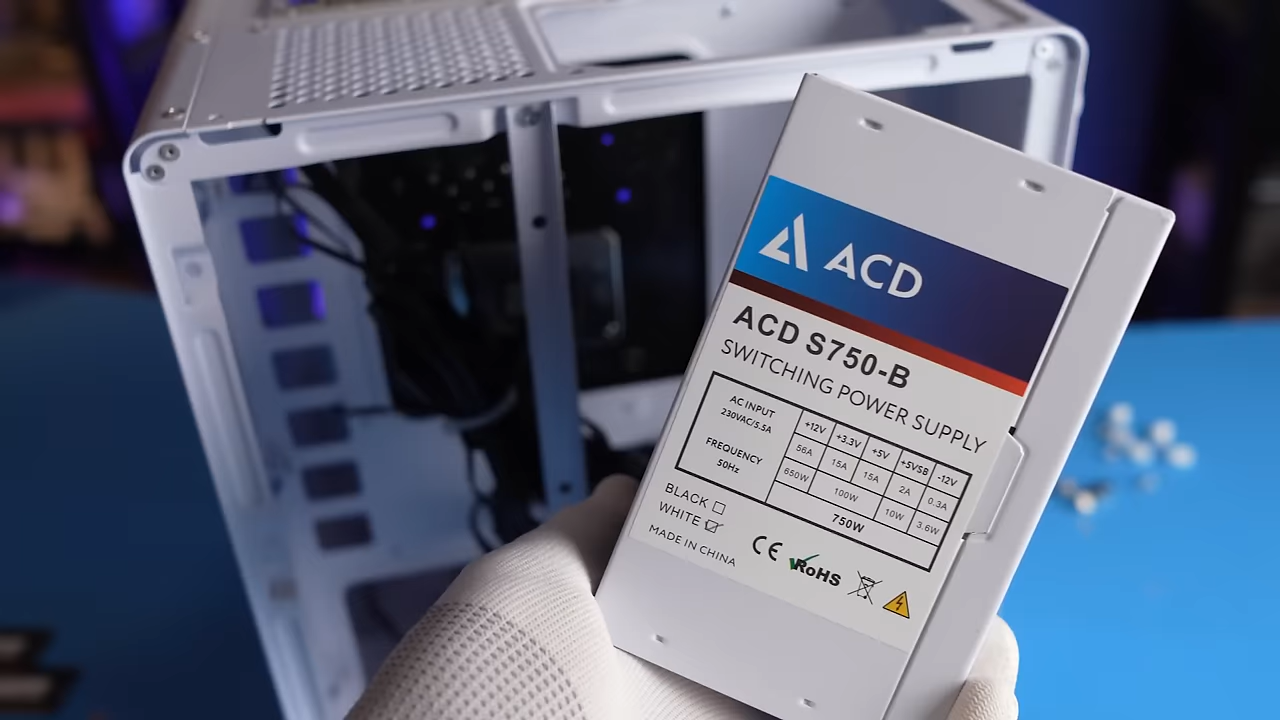 ACD
ACD S750-B
SWITCHING POWER SUPPLY
AC INPUT
230VAC/5.5A
FREQUENCY
50Hz
+12V +3.3V +5V +5VSB -12V
56A 15A 15A 2A 0.3A
650W 100W 10W 3.6W
750W
BLACK
WHITE
MADE IN CHINA
CE RoHS